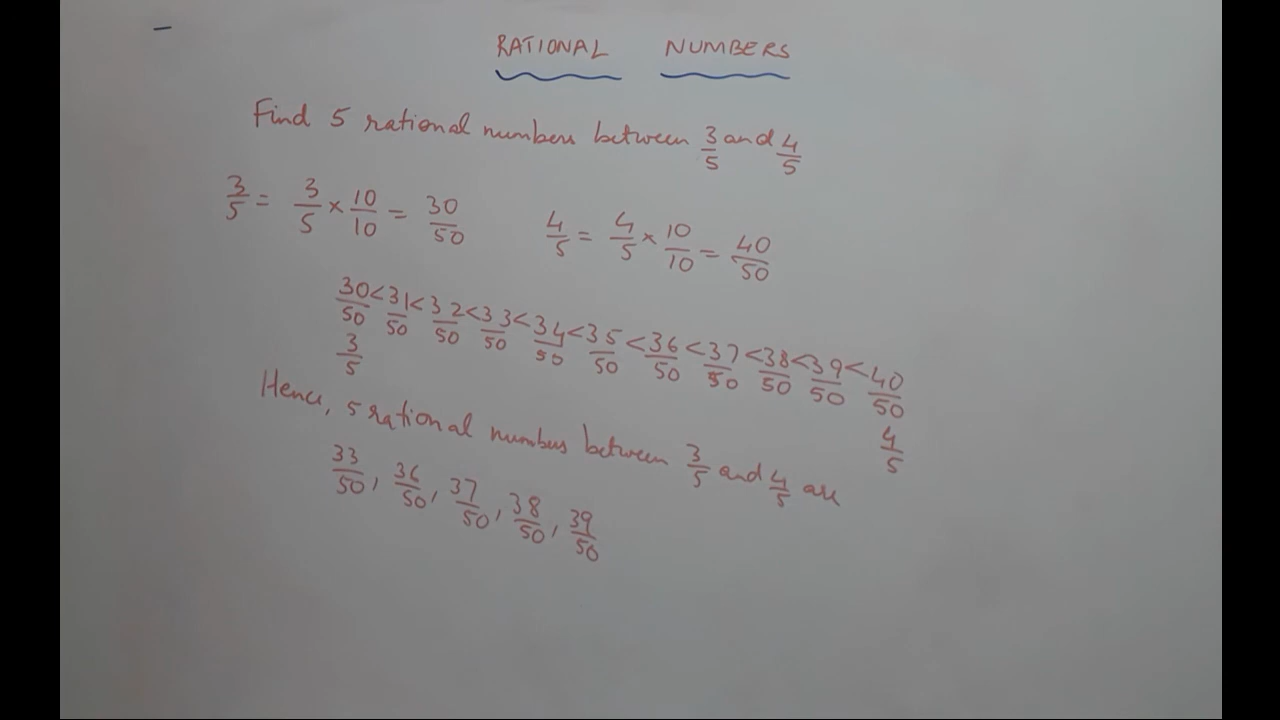 RATIONAL NUMBERS
Find 5 rational numbers between 3/5 and 4/5
3/5 = 3/5 × 10/10 = 30/50 4/5 = 4/5 × 10/10 = 40/50
30/50 < 31/50 < 32/50 < 33/50 < 34/50 < 35/50 < 36/50 < 37/50 < 38/50 < 39/50 < 40/50
3/5 4/5
Hence, 5 rational numbers between 3/5 and 4/5 are
33/50, 36/50, 37/50, 38/50, 39/50